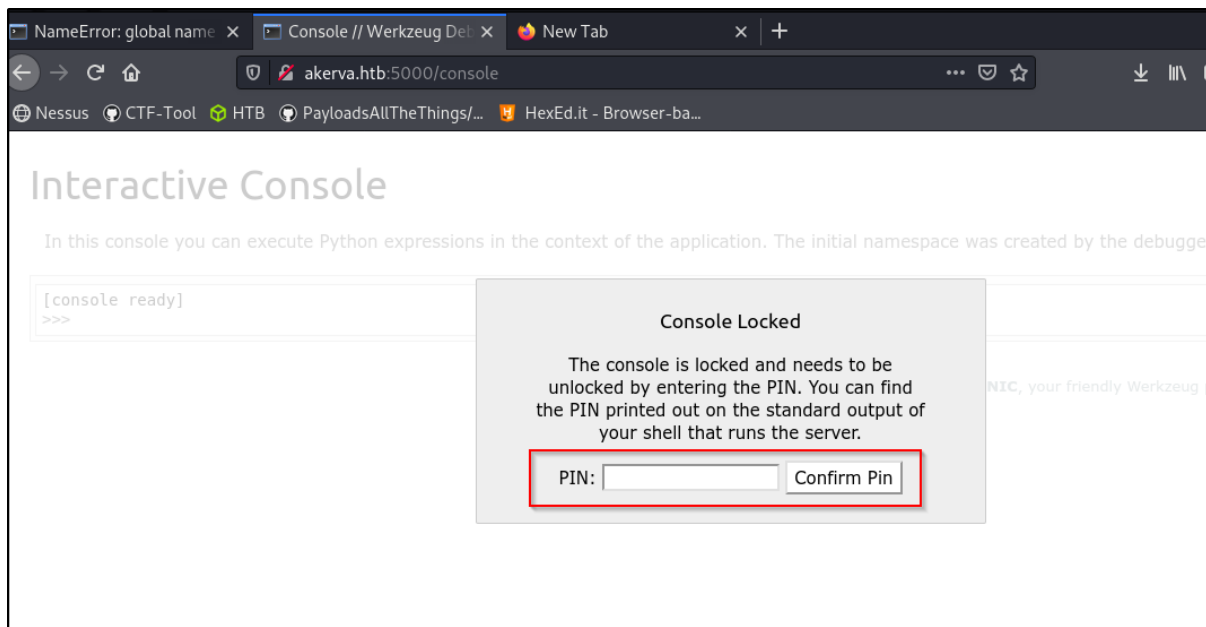 NameError: global name
Console // Werkzeug Deb
New Tab
akerva.htb:5000/console
Nessus CTF-Tool HTB PayloadsAllTheThings/... HexEd.it - Browser-ba...
Interactive Console
In this console you can execute Python expressions in the context of the application. The initial namespace was created by the debugge
[console ready]
>>>
Console Locked
The console is locked and needs to be
unlocked by entering the PIN. You can find
the PIN printed out on the standard output of
your shell that runs the server.
NIC, your friendly Werkzeug
PIN:
Confirm Pin